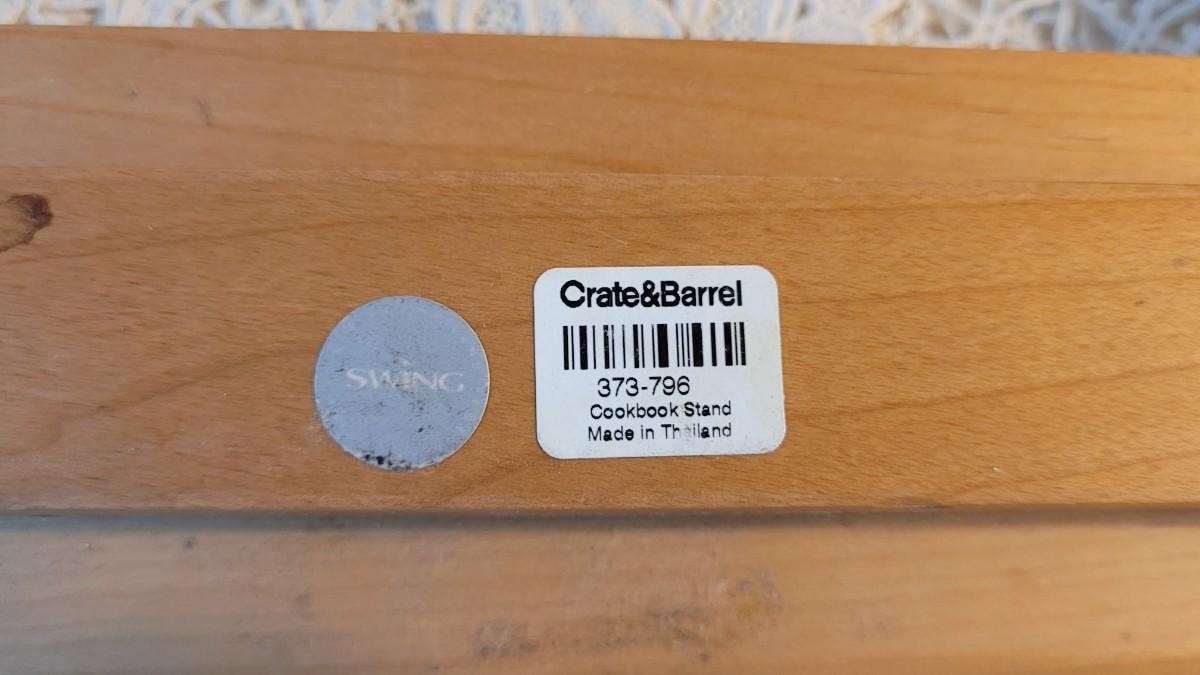 SWING
Crate&Barrel
373-796
Cookbook Stand
Made in Thailand